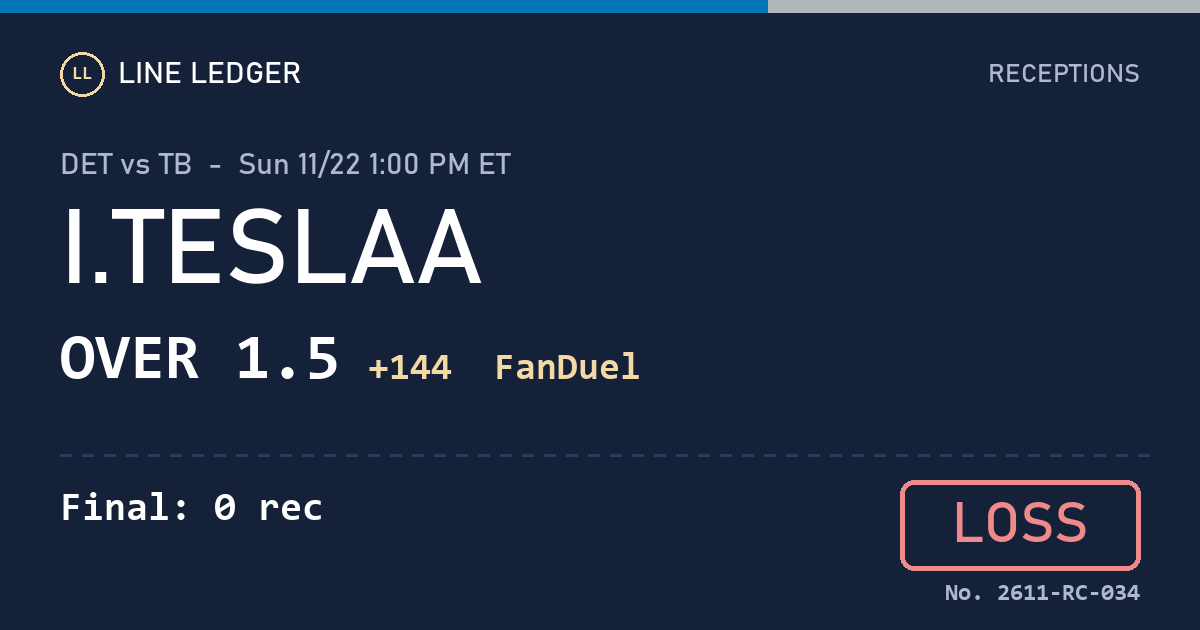 LL LINE LEDGER
RECEPTIONS
DET vs TB - Sun 11/22 1:00 PM ET
I.TESLAA
OVER 1.5 +144 FanDuel
Final: 0 rec
LOSS
No. 2611-RC-034